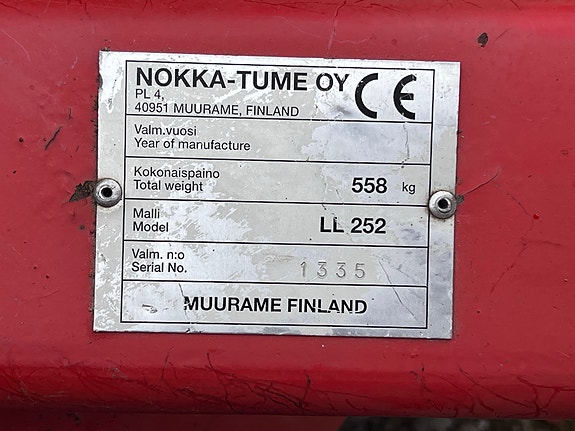 NOKKA-TUME OY CE
PL 4,
40951 MUURAME, FINLAND
Valm.vuosi
Year of manufacture
Kokonaispaino
Total weight 558 kg
Malli
Model LL 252
Valm. n:o
Serial No. 1335
MUURAME FINLAND